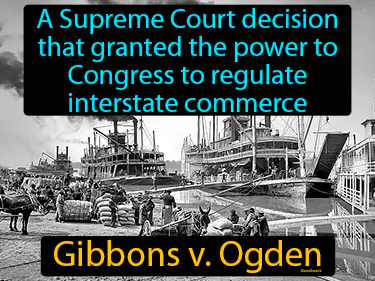 A Supreme Court decision
that granted the power to
Congress to regulate
interstate commerce
Gibbons v. Ogden